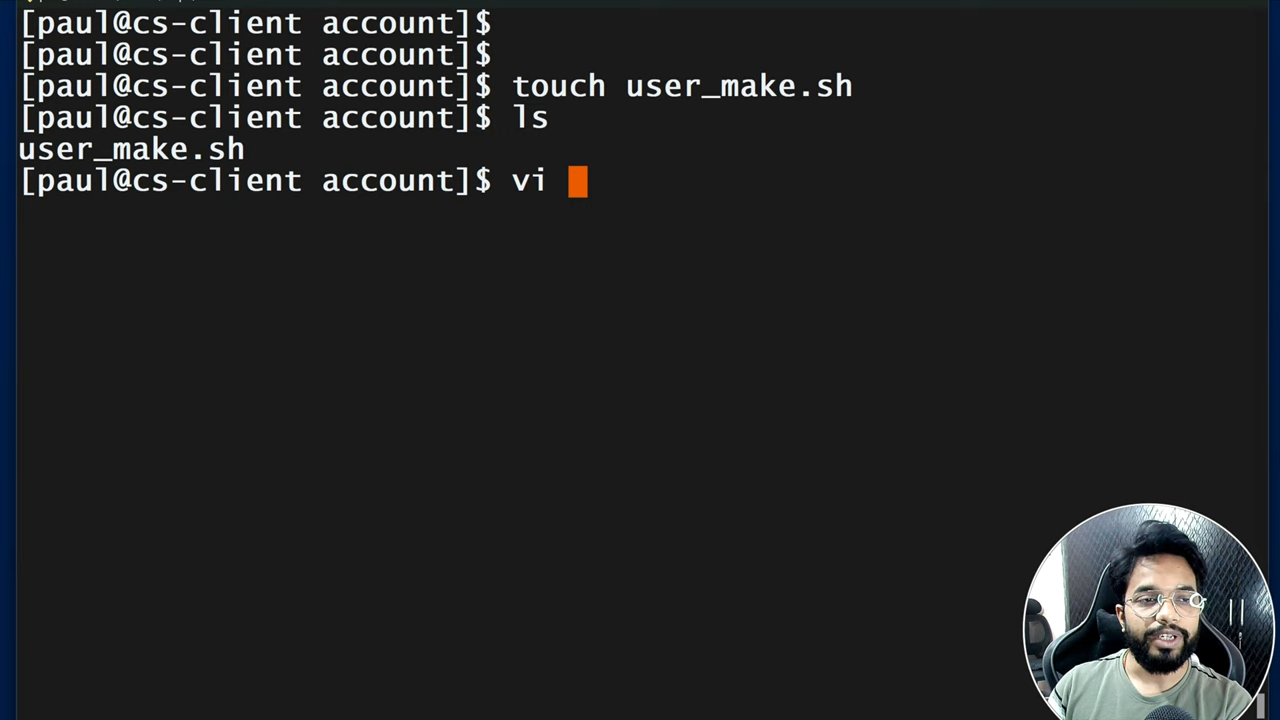 [paul@cs-client account]$
[paul@cs-client account]$
[paul@cs-client account]$ touch user_make.sh
[paul@cs-client account]$ ls
user_make.sh
[paul@cs-client account]$ vi